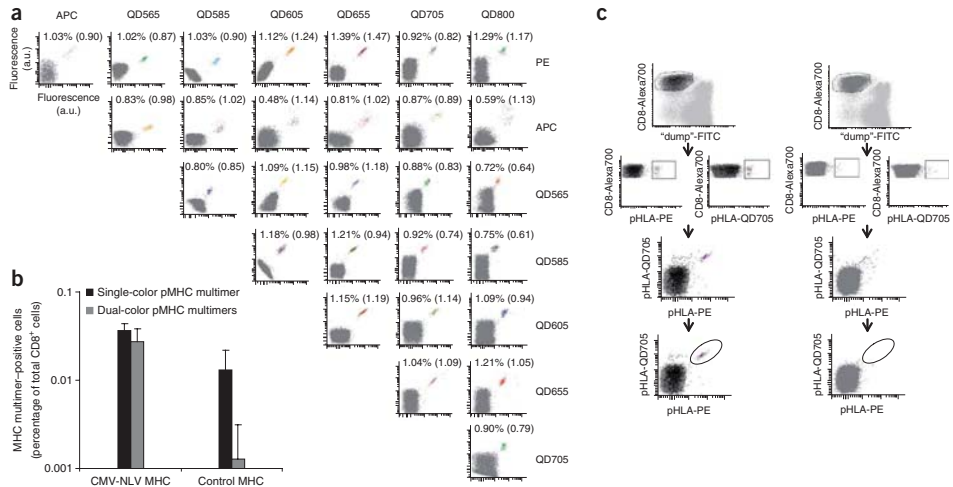 a
APC QD565 QD585 QD605 QD655 QD705 QD800
1.03% (0.90) 1.02% (0.87) 1.03% (0.90) 1.12% (1.24) 1.39% (1.47) 0.92% (0.82) 1.29% (1.17)
PE
Fluorescence
(a.u.)
Fluorescence
(a.u.)
0.83% (0.98) 0.85% (1.02) 0.48% (1.14) 0.81% (1.02) 0.87% (0.89) 0.59% (1.13)
APC
0.80% (0.85) 1.09% (1.15) 0.98% (1.18) 0.88% (0.83) 0.72% (0.64)
QD565
1.18% (0.98) 1.21% (0.94) 0.92% (0.74) 0.75% (0.61)
QD585
1.15% (1.19) 0.96% (1.14) 1.09% (0.94)
QD605
1.04% (1.09) 1.21% (1.05)
QD655
0.90% (0.79)
QD705
b
MHC multimer–positive cells
(percentage of total CD8+ cells)
0.1
0.01
0.001
Single-color pMHC multimer
Dual-color pMHC multimers
CMV-NLV MHC Control MHC
c
CD8-Alexa700 CD8-Alexa700
"dump"-FITC "dump"-FITC
CD8-Alexa700 CD8-Alexa700 CD8-Alexa700 CD8-Alexa700
pHLA-PE pHLA-QD705 pHLA-PE pHLA-QD705
pHLA-QD705 pHLA-QD705
pHLA-PE pHLA-PE
pHLA-QD705 pHLA-QD705
pHLA-PE pHLA-PE